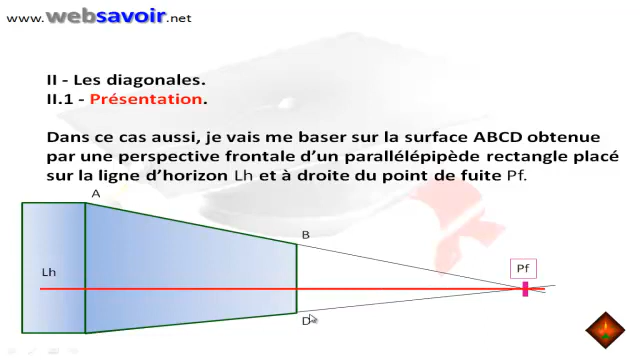 www.websavoir.net
II - Les diagonales.
II.1 - Présentation.
Dans ce cas aussi, je vais me baser sur la surface ABCD obtenue
par une perspective frontale d'un parallélépipède rectangle placé
sur la ligne d'horizon Lh et à droite du point de fuite Pf.
A
B
Lh
Pf
D